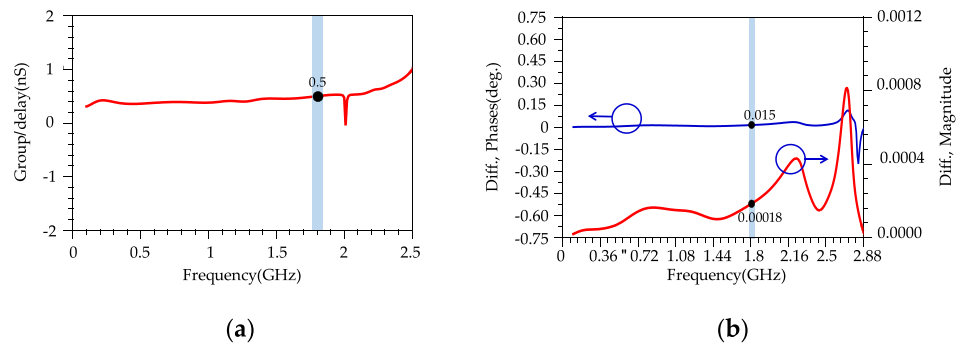 2
1
0
-1
-2
Group/delay(nS)
0.5
0 0.5 1 1.5 2 2.5
Frequency(GHz)
(a)
0.75
0.60
0.45
0.30
0.15
0
-0.15
-0.30
-0.45
-0.60
-0.75
Diff., Phases(deg.)
0.015
0.00018
0.0012
0.0008
0.0004
0.0000
Diff., Magnitude
0 0.36 " 0.72 1.08 1.44 1.8 2.16 2.5 2.88
Frequency(GHz)
(b)